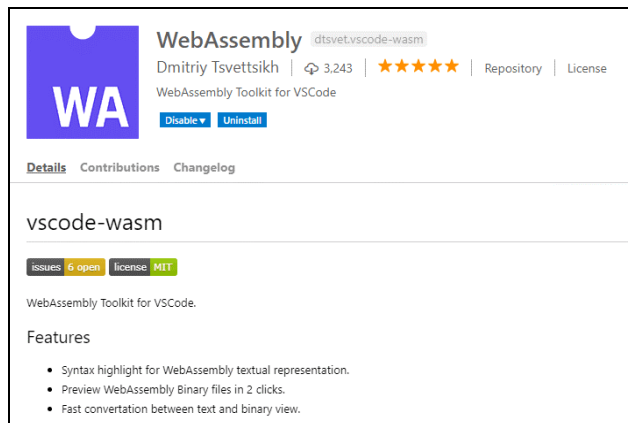 WA
WebAssembly dtsvet.vscode-wasm
Dmitriy Tsvettsikh 3,243 Repository License
WebAssembly Toolkit for VSCode
Disable Uninstall
Details Contributions Changelog
vscode-wasm
issues 6 open license MIT
WebAssembly Toolkit for VSCode.
Features
Syntax highlight for WebAssembly textual representation.
Preview WebAssembly Binary files in 2 clicks.
Fast convertation between text and binary view.